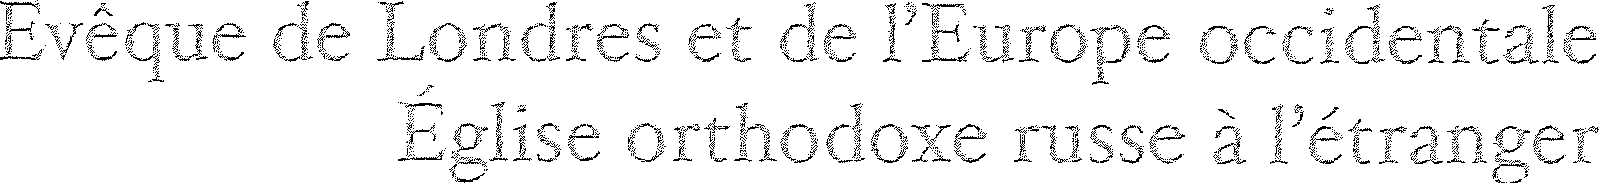 Evêque de Londres et de l’Europe occidentale
Église orthodoxe russe à l’étranger